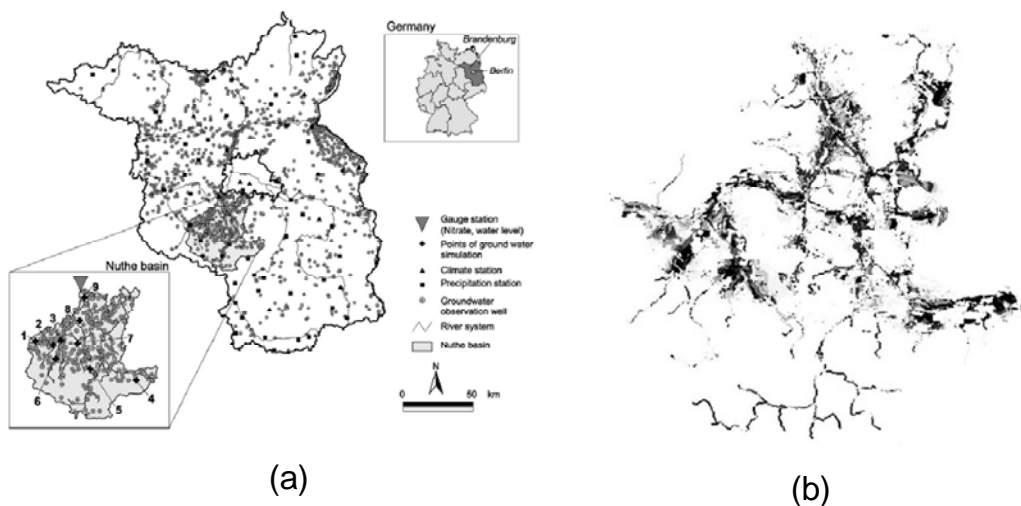 Germany
Brandenburg
Berlin
Gauge station
(Nitrate, water level)
Points of ground water
simulation
Climate station
Precipitation station
Groundwater
observation well
River system
Nuthe basin
N
0 50 km
Nuthe basin
9
8
2 3
1
7
6
5
4
(a)
(b)